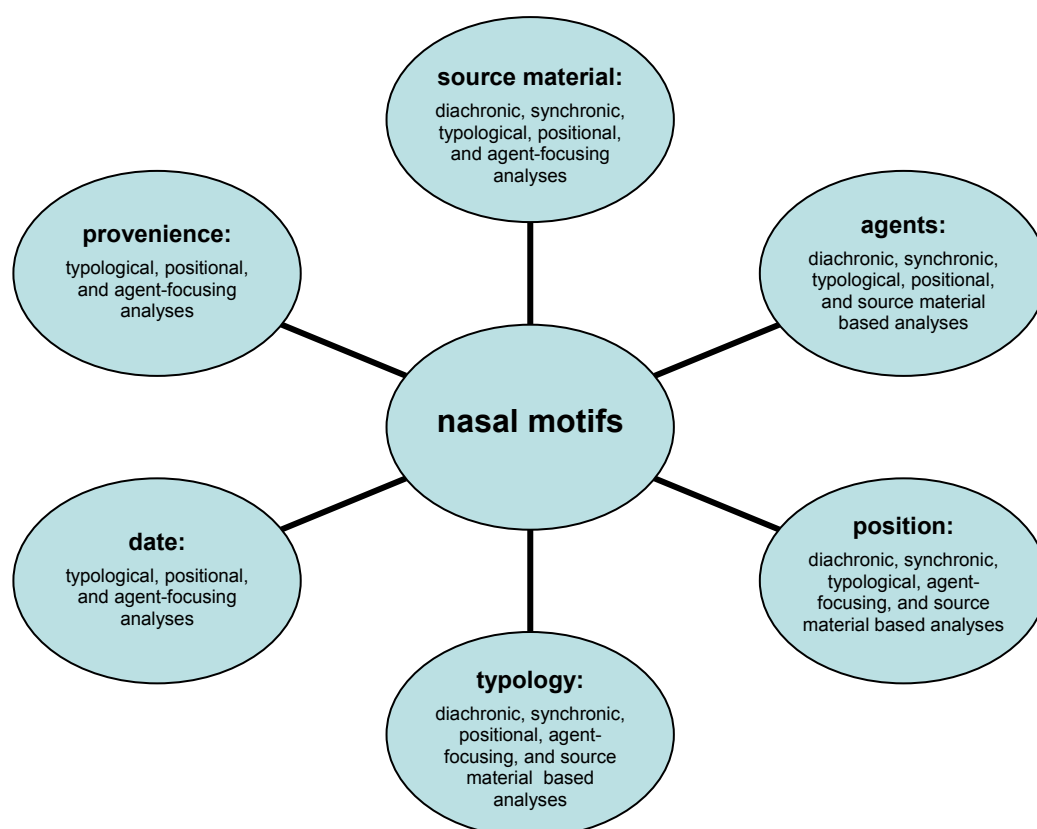 source material:
diachronic, synchronic,
typological, positional,
and agent-focusing
analyses
provenience:
typological, positional,
and agent-focusing
analyses
agents:
diachronic, synchronic,
typological, positional,
and source material
based analyses
nasal motifs
date:
typological, positional,
and agent-focusing
analyses
position:
diachronic, synchronic,
typological, agent-
focusing, and source
material based analyses
typology:
diachronic, synchronic,
positional, agent-
focusing, and source
material based
analyses